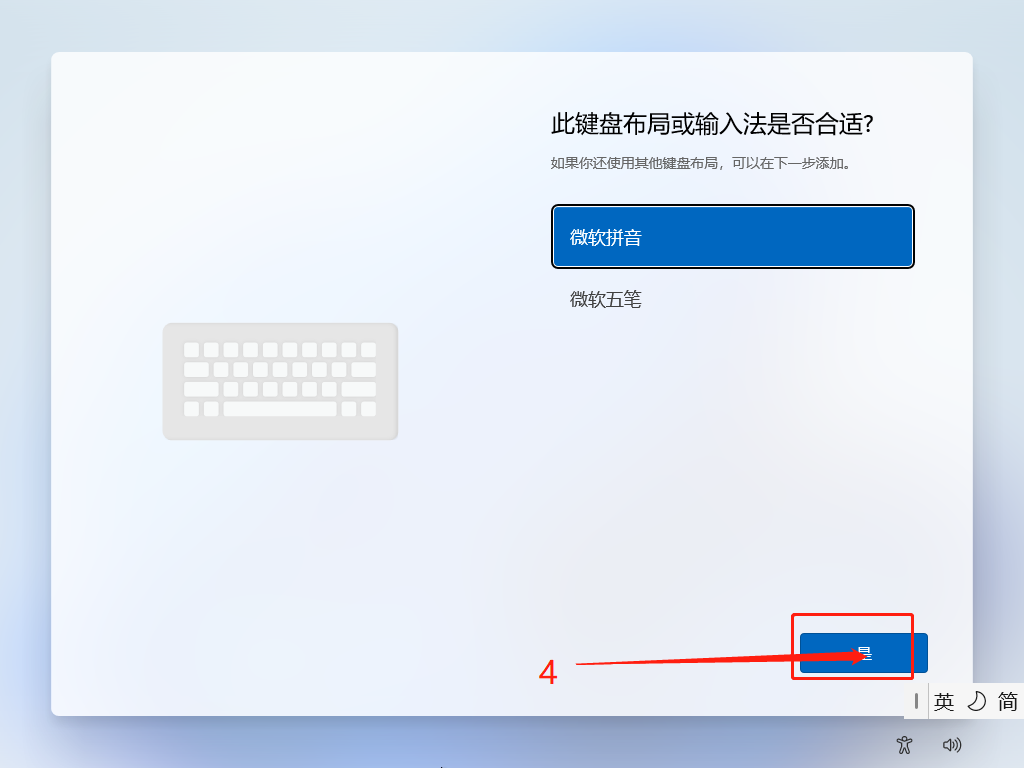 此键盘布局或输入法是否合适?
如果你还使用其他键盘布局，可以在下一步添加。
微软拼音
微软五笔
4
是
英 简